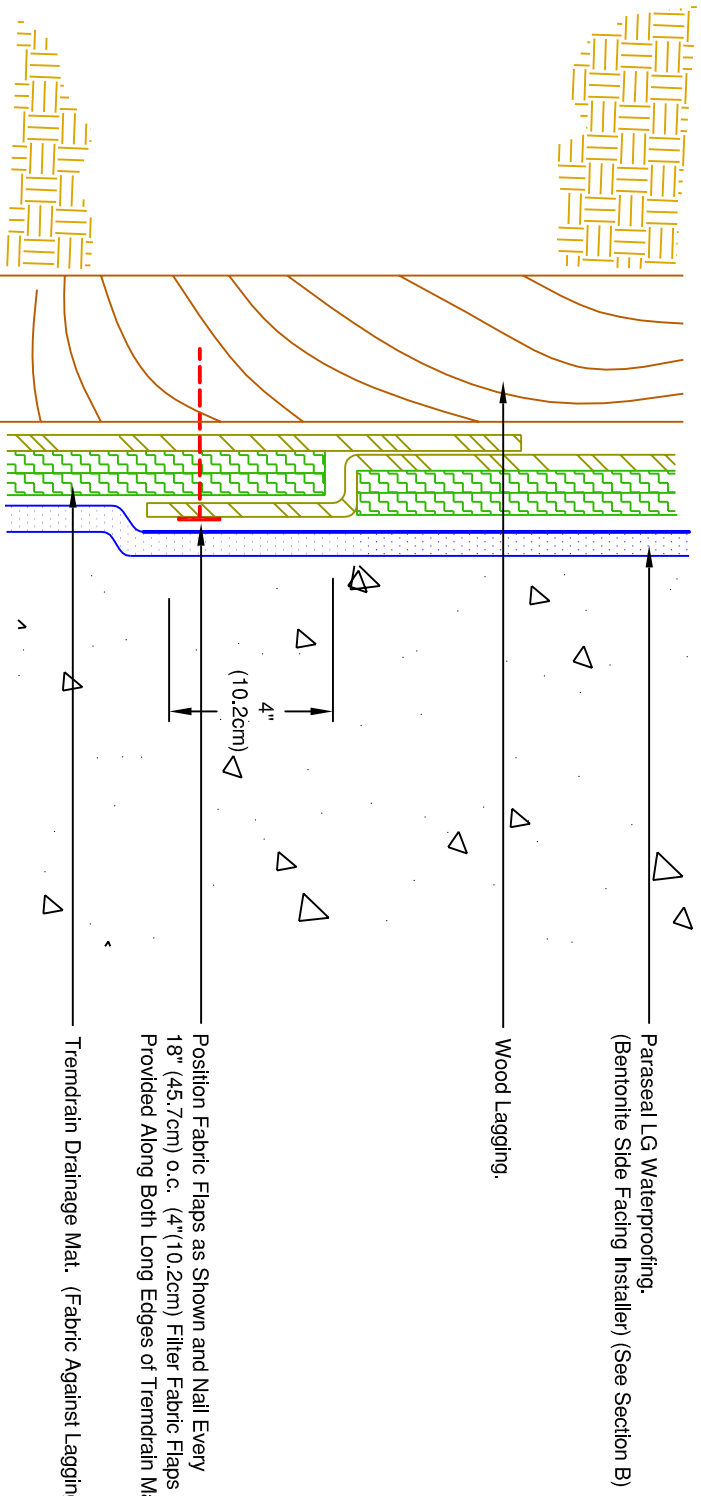 Paraseal LG Waterproofing.
(Bentonite Side Facing Installer) (See Section B)
Wood Lagging.
4"
(10.2cm)
Position Fabric Flaps as Shown and Nail Every
18" (45.7cm) o.c. (4"(10.2cm) Filter Fabric Flaps
Provided Along Both Long Edges of Tremdrain
Tremdrain Drainage Mat. (Fabric Against